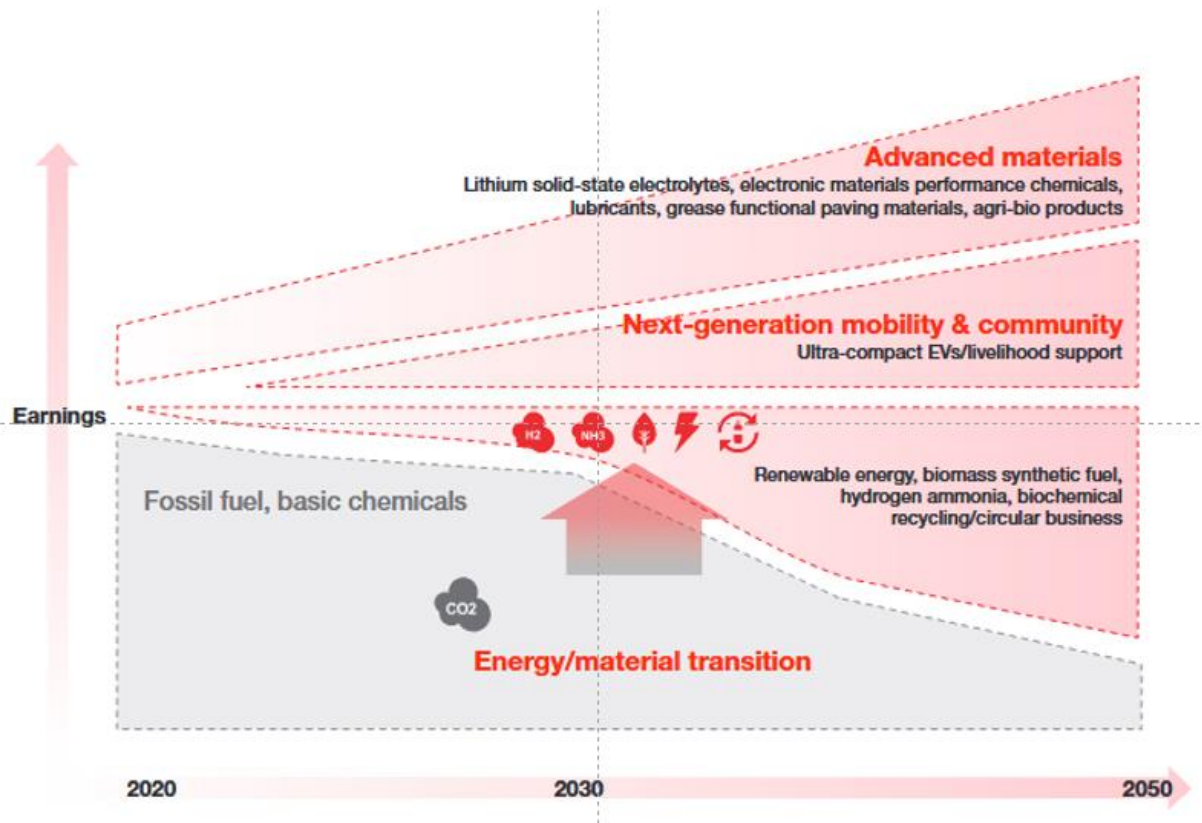 Advanced materials
Lithium solid-state electrolytes, electronic materials performance chemicals,
lubricants, grease functional paving materials, agri-bio products
Next-generation mobility & community
Ultra-compact EVs/livelihood support
Earnings
H2
NH3
Renewable energy, biomass synthetic fuel,
hydrogen ammonia, biochemical
recycling/circular business
Fossil fuel, basic chemicals
CO2
Energy/material transition
2020
2030
2050